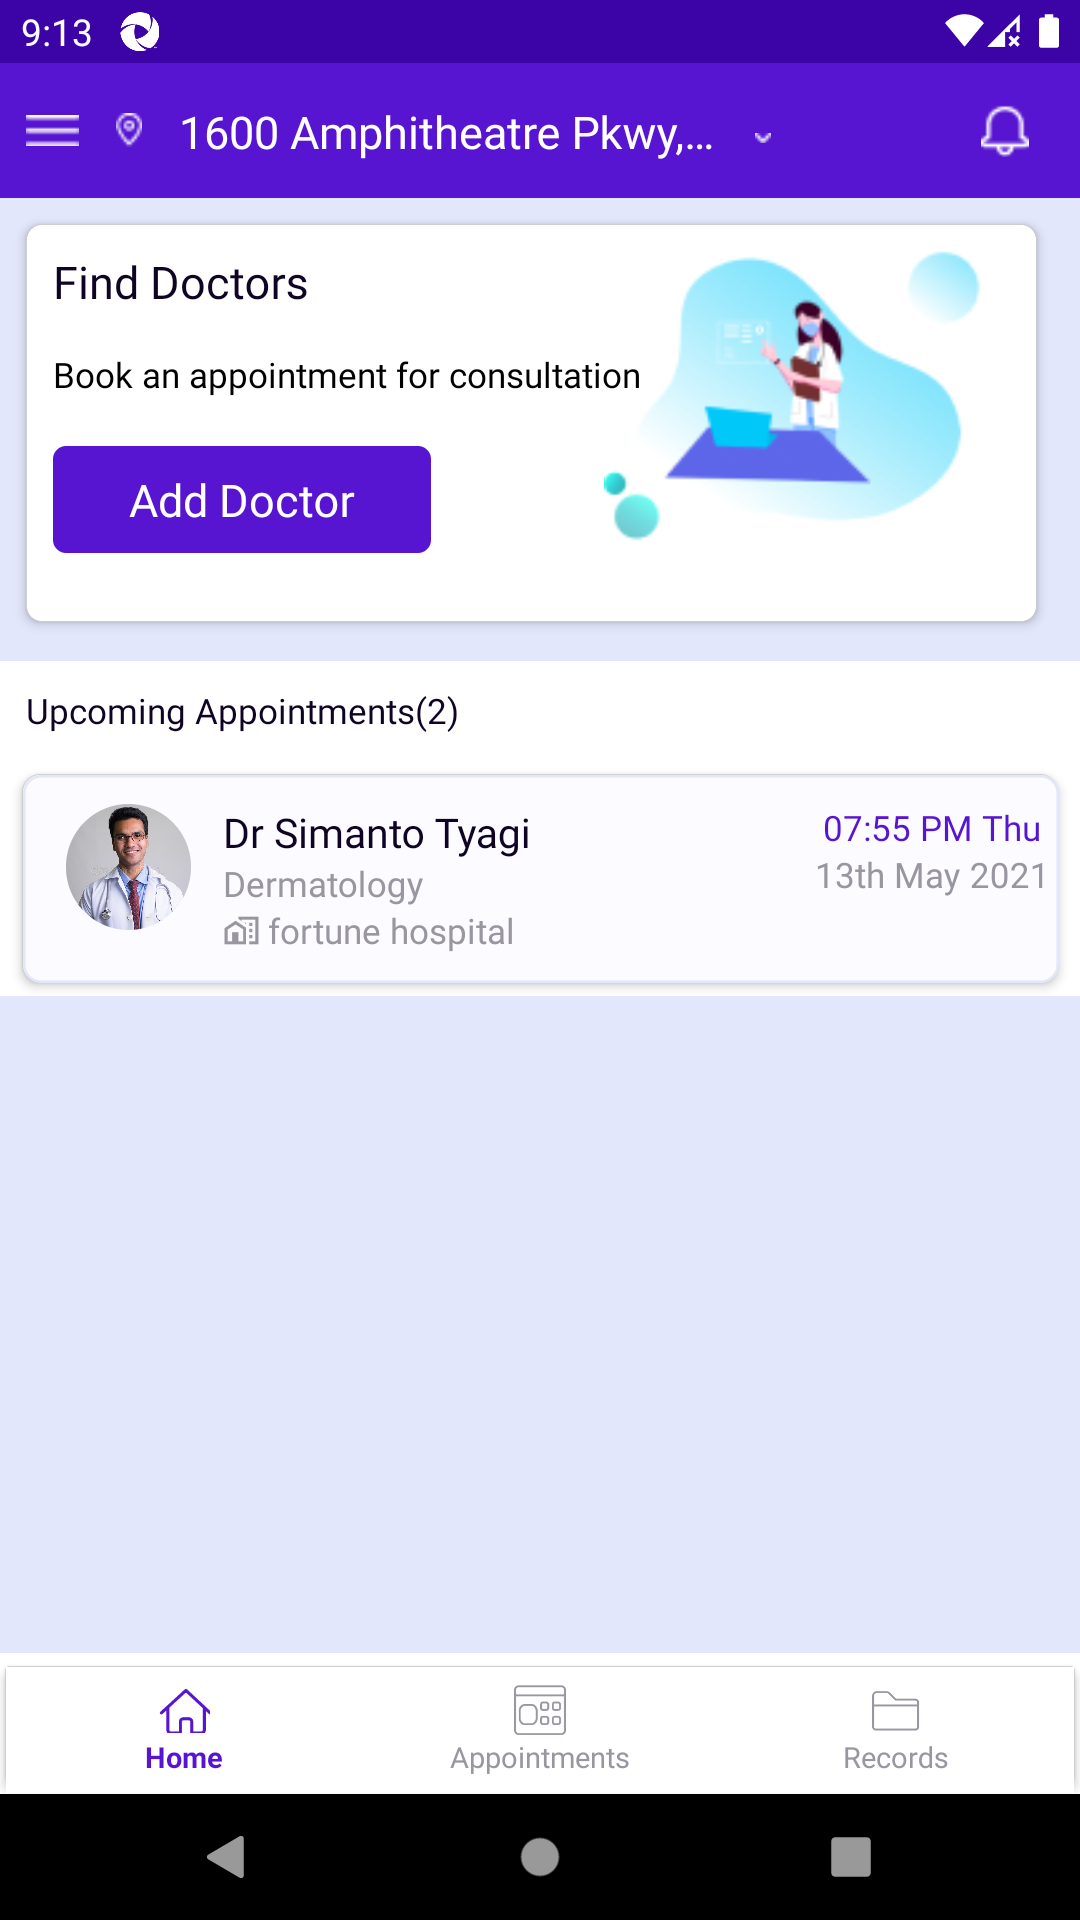 9:13
1600 Amphitheatre Pkwy,...
Find Doctors
Book an appointment for consultation
Add Doctor
Upcoming Appointments(2)
Dr Simanto Tyagi
07:55 PM Thu
Dermatology
13th May 2021
fortune hospital
Home
Appointments
Records